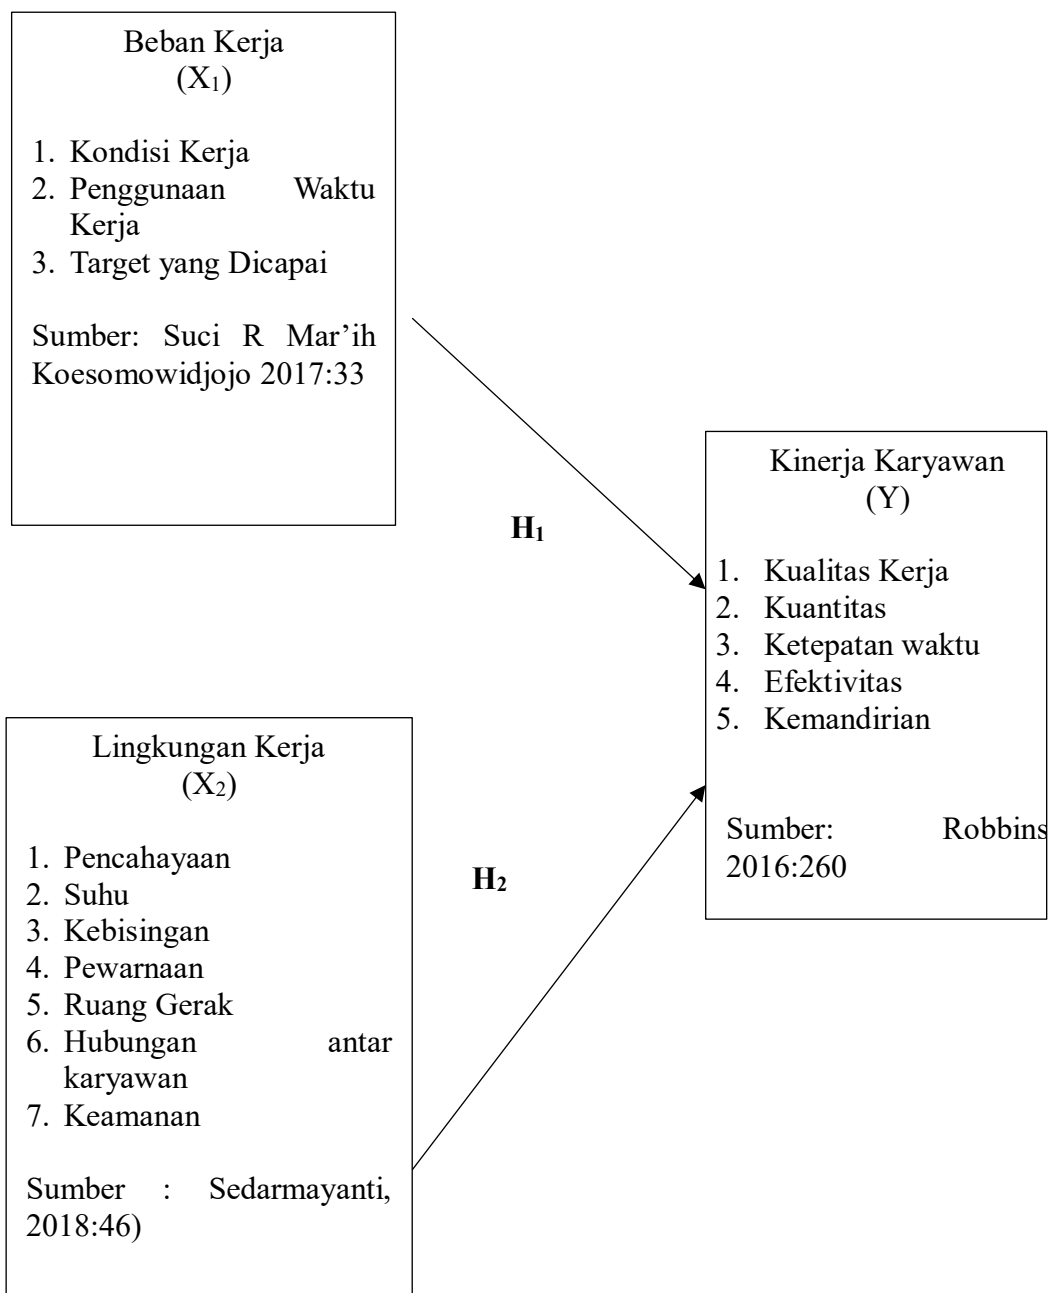 Beban Kerja
(X₁)
1. Kondisi Kerja
2. Penggunaan Waktu
Kerja
3. Target yang Dicapai
Sumber: Suci R Mar’ih
Koesomowidjojo 2017:33
H₁
Kinerja Karyawan
(Y)
1. Kualitas Kerja
2. Kuantitas
3. Ketepatan waktu
4. Efektivitas
5. Kemandirian
Sumber: Robbins
2016:260
Lingkungan Kerja
(X₂)
1. Pencahayaan
2. Suhu
3. Kebisingan
4. Pewarnaan
5. Ruang Gerak
6. Hubungan antar
karyawan
7. Keamanan
Sumber : Sedarmayanti,
2018:46)
H₂